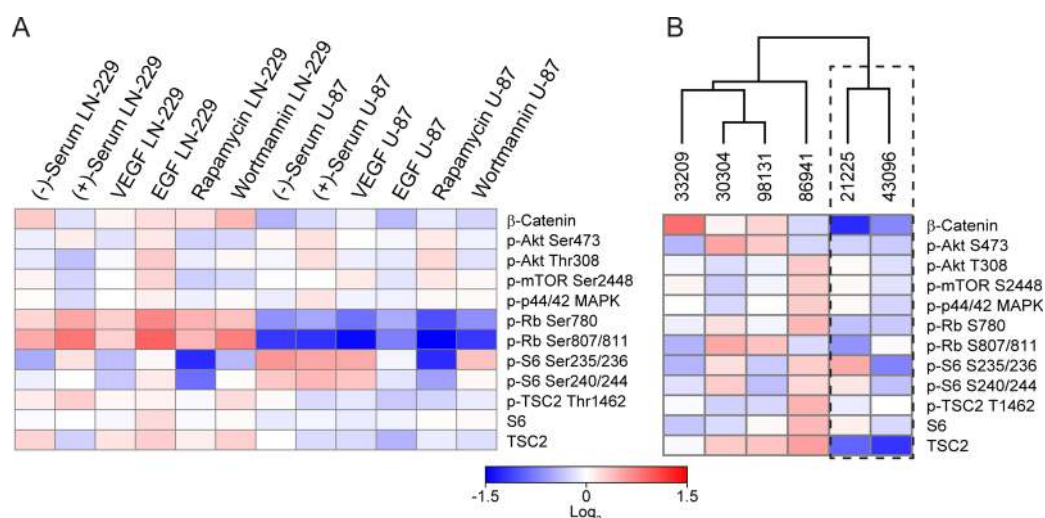 A
B
(-)-Serum LN-229
(+)-Serum LN-229
VEGF LN-229
EGF LN-229
Rapamycin LN-229
Wortmannin LN-229
(-)-Serum U-87
(+)-Serum U-87
VEGF U-87
EGF U-87
Rapamycin U-87
Wortmannin U-87
33209
30304
98131
86941
21225
43096
β-Catenin
p-Akt Ser473
p-Akt Thr308
p-mTOR Ser2448
p-p44/42 MAPK
p-Rb Ser780
p-Rb Ser807/811
p-S6 Ser235/236
p-S6 Ser240/244
p-TSC2 Thr1462
S6
TSC2
β-Catenin
p-Akt S473
p-Akt T308
p-mTOR S2448
p-p44/42 MAPK
p-Rb S780
p-Rb S807/811
p-S6 S235/236
p-S6 S240/244
p-TSC2 T1462
S6
TSC2
-1.5 0 1.5
Log